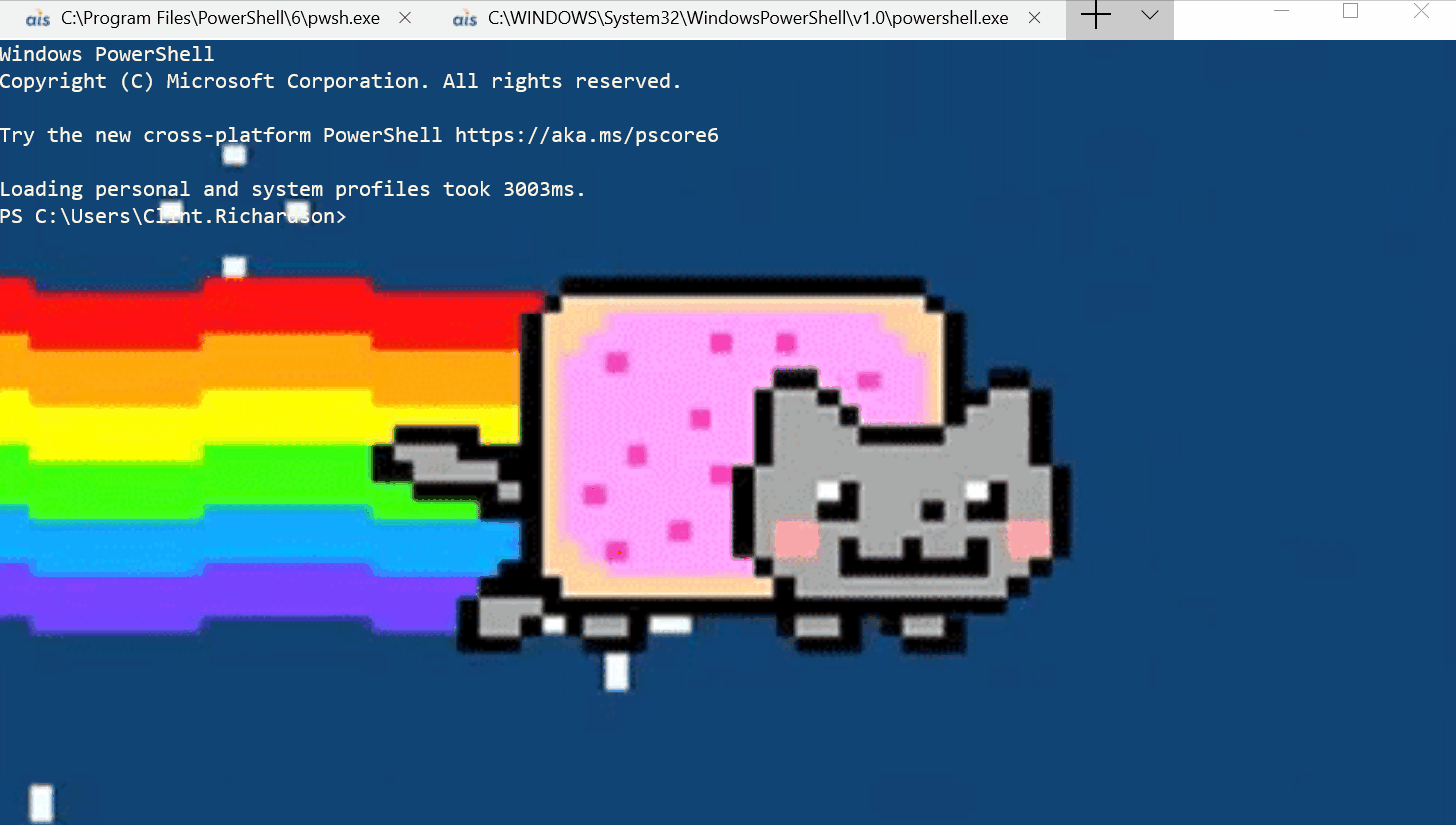 ais C:\Program Files\PowerShell\6\pwsh.exe
ais C:\WINDOWS\System32\WindowsPowerShell\v1.0\powershell.exe
Windows PowerShell
Copyright (C) Microsoft Corporation. All rights reserved.
Try the new cross-platform PowerShell https://aka.ms/pscore6
Loading personal and system profiles took 3003ms.
PS C:\Users\Clint.Richardson>